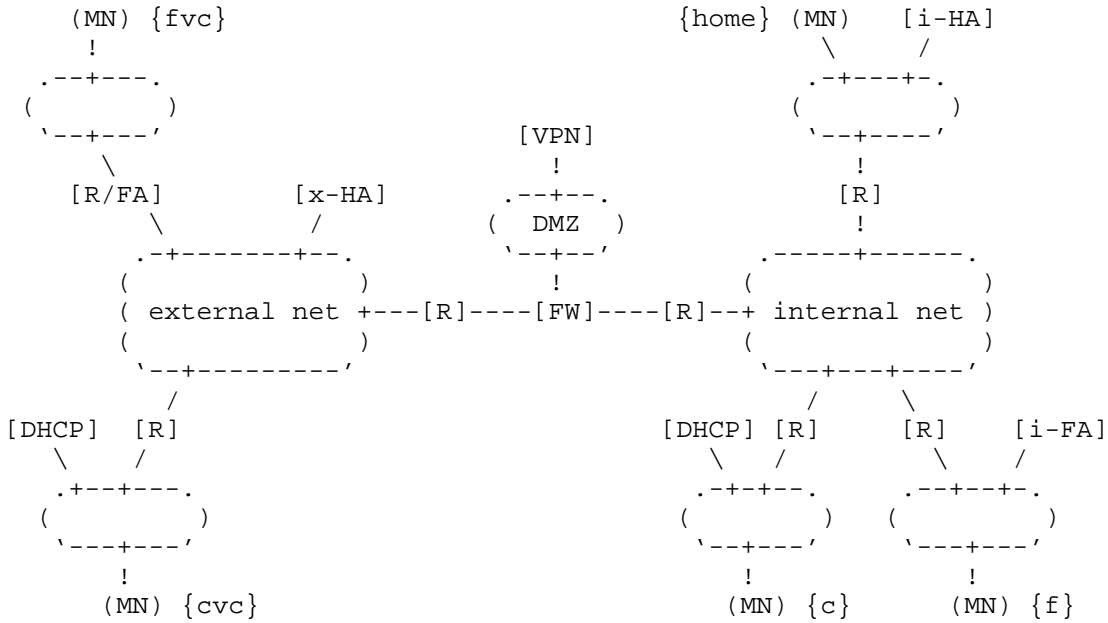 (MN) {fvc} {home} (MN) [i-HA]
! \ /
.--+---. .-+---+-.
( ) ( )
`--+---' [VPN] `--+----'
\ ! !
[R/FA] [x-HA] .--+--. [R]
\ / ( DMZ ) !
.-+-------+--. `--+--' .-----+------.
( ) ! ( )
( external net +---[R]----[FW]----[R]--+ internal net )
( ) ( )
`--+---------' `---+---+----'
/ / \
[DHCP] [R] [DHCP] [R] [R] [i-FA]
\ / \ / \ /
.+--+---. .-+-+--. .--+--+-.
( ) ( ) ( )
`---+---' `--+---' `---+---'
! ! !
(MN) {cvc} (MN) {c} (MN) {f}